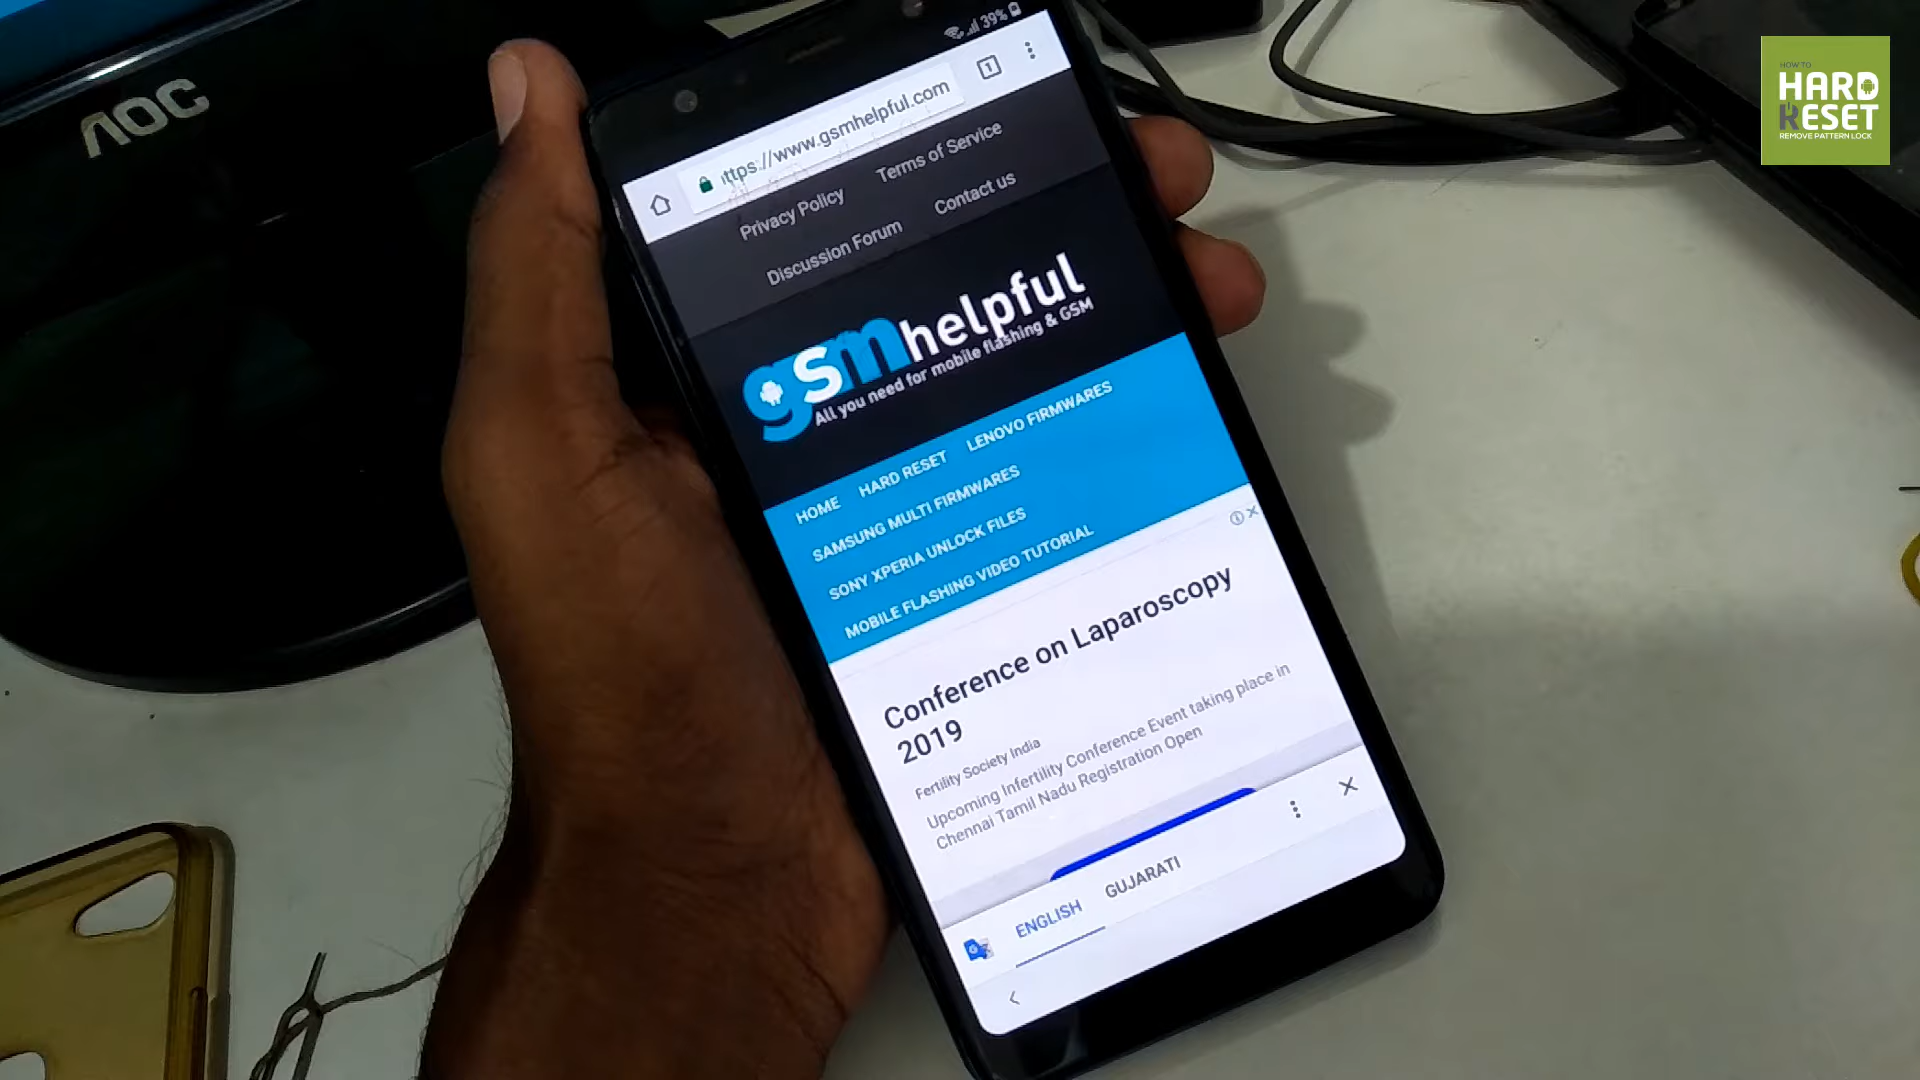 AOC
HOW TO
HARD
RESET
REMOVE PATTERN LOCK
39%
ttps://www.gsmhelpful.com
1
Privacy Policy
Terms of Service
Discussion Forum
Contact us
gsmhelpful
All you need for mobile flashing & GSM
HOME
HARD RESET
LENOVO FIRMWARES
SAMSUNG MULTI FIRMWARES
SONY XPERIA UNLOCK FILES
MOBILE FLASHING VIDEO TUTORIAL
Conference on Laparoscopy
2019
Fertility Society India
Upcoming Infertility Conference Event taking place in
Chennai Tamil Nadu Registration Open
ENGLISH
GUJARATI